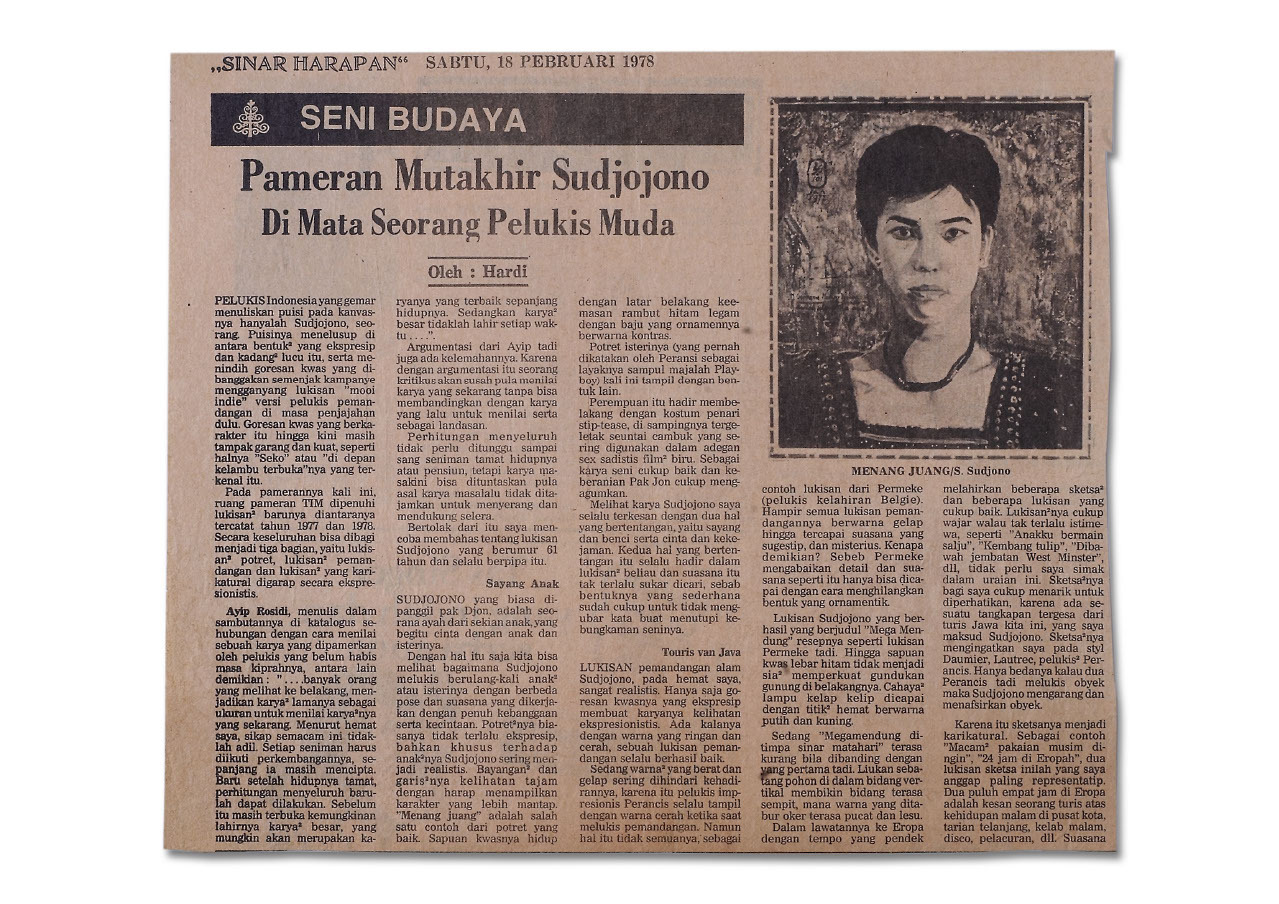 „SINAR HARAPAN“ SABTU, 18 PEBRUARI 1978
SENI BUDAYA
Pameran Mutakhir Sudjojono
Di Mata Seorang Pelukis Muda
Oleh : Hardi
PELUKIS Indonesia yang gemar
menuliskan puisi pada kanvas-
nya hanyalah Sudjojono, seo-
rang. Puisinya menelusup di
antara bentuk² yang ekspresip
dan kadang² lucu itu, serta me-
nindih goresan kwas yang di-
banggakan semenjak kampanye
mengganyang lukisan "mooi
indie" versi pelukis peman-
dangan di masa penjajahan
dulu. Goresan kwas yang berka-
rakter itu hingga kini masih
tampak garang dan kuat, seperti
halnya "Seko" atau "di depan
kelambu terbuka"nya yang ter-
kenal itu.
Pada pamerannya kali ini,
ruang pameran TIM dipenuhi
lukisan² barunya diantaranya
tercatat tahun 1977 dan 1978.
Secara keseluruhan bisa dibagi
menjadi tiga bagian, yaitu lukis-
an² potret, lukisan² peman-
dangan dan lukisan² yang kari-
katural digarap secara ekspre-
sionistis.
Ayip Rosidi, menulis dalam
sambutannya di katalogus se-
hubungan dengan cara menilai
sebuah karya yang dipamerkan
oleh pelukis yang belum habis
masa kiprahnya, antara lain
demikian : "....banyak orang
yang melihat ke belakang, men-
jadikan karya² lamanya sebagai
ukuran untuk menilai karya²nya
yang sekarang. Menurut hemat
saya, sikap semacam ini tidak-
lah adil. Setiap seniman harus
diikuti perkembangannya, se-
panjang ia masih mencipta.
Baru setelah hidupnya tamat,
perhitungan menyeluruh baru-
lah dapat dilakukan. Sebelum
itu masih terbuka kemungkinan
lahirnya karya² besar, yang
mungkin akan merupakan ka-
ryanya yang terbaik sepanjang
hidupnya. Sedangkan karya²
besar tidaklah lahir setiap wak-
tu ....".
Argumentasi dari Ayip tadi
juga ada kelemahannya. Karena
dengan argumentasi itu seorang
kritikus akan susah pula menilai
karya yang sekarang tanpa bisa
membandingkan dengan karya
yang lalu untuk menilai serta
sebagai landasan.
Perhitungan menyeluruh
tidak perlu ditunggu sampai
sang seniman tamat hidupnya
atau pensiun, tetapi karya ma-
sakini bisa dituntaskan pula
asal karya masalalu tidak dita-
jamkan untuk menyerang dan
mendukung selera.
Bertolak dari itu saya men-
coba membahas tentang lukisan
Sudjojono yang berumur 61
tahun dan selalu berpipa itu.
Sayang Anak
SUDJOJONO yang biasa di-
panggil pak Djon, adalah seo-
rana ayah dari sekian anak, yang
begitu cinta dengan anak dan
isterinya.
Dengan hal itu saja kita bisa
melihat bagaimana Sudjojono
melukis berulang-kali anak²
atau isterinya dengan berbeda
pose dan suasana yang dikerja-
kan dengan penuh kebanggaan
serta kecintaan. Potret²nya bia-
sanya tidak terlalu ekspresip,
bahkan khusus terhadap
anak²nya Sudjojono sering men-
jadi realistis. Bayangan² dan
garis²nya kelihatan tajam
dengan harap menampilkan
karakter yang lebih mantap.
"Menang juang" adalah salah
satu contoh dari potret yang
baik. Sapuan kwasnya hidup
dengan latar belakang kee-
masan rambut hitam legam
dengan baju yang ornamennya
berwarna kontras.
Potret isterinya (yang pernah
dikatakan oleh Peransi sebagai
layaknya sampul majalah Play-
boy) kali ini tampil dengan ben-
tuk lain.
Perempuan itu hadir membe-
lakang dengan kostum penari
stip-tease, di sampingnya terge-
letak seuntai cambuk yang se-
ring digunakan dalam adegan
sex sadistis film² biru. Sebagai
karya seni cukup baik dan ke-
beranian Pak Jon cukup menga-
gumkan.
Melihat karya Sudjojono saya
selalu terkesan dengan dua hal
yang bertentangan, yaitu sayang
dan benci serta cinta dan keke-
jaman. Kedua hal yang berten-
tangan itu selalu hadir dalam
lukisan² beliau dan suasana itu
tak terlalu sukar dicari, sebab
bentuknya yang sederhana
sudah cukup untuk tidak meng-
ubar kata buat menutupi ke-
bungkaman seninya.
Touris van Java
LUKISAN pemandangan alam
Sudjojono, pada hemat saya,
sangat realistis. Hanya saja go-
resan kwasnya yang ekspresip
membuat karyanya kelihatan
ekspresionistis. Ada kalanya
dengan warna yang ringan dan
cerah, sebuah lukisan peman-
dangan selalu berhasil baik.
Sedang warna² yang berat dan
gelap sering dihindari kehadi-
rannya, karena itu pelukis imp-
resionis Perancis selalu tampil
dengan warna cerah ketika saat
melukis pemandangan. Namun
hal itu tidak semuanya, sebagai
MENANG JUANG/S. Sudjono
contoh lukisan dari Permeke
(pelukis kelahiran Belgie).
Hampir semua lukisan peman-
dangannya berwarna gelap
hingga tercapai suasana yang
sugestip, dan misterius. Kenapa
demikian? Sebeb Permeke
mengabaikan detail dan sua-
sana seperti itu hanya bisa dica-
pai dengan cara menghilangkan
bentuk yang ornamentik.
Lukisan Sudjojono yang ber-
hasil yang berjudul "Mega Men-
dung" resepnya seperti lukisan
Permeke tadi. Hingga sapuan
kwas lebar hitam tidak menjadi
sia² memperkuat gundukan
gunung di belakangnya. Cahaya²
lampu kelap kelip dicapai
dengan titik² hemat berwarna
putih dan kuning.
Sedang "Megamendung di-
timpa sinar matahari" terasa
kurang bila dibanding dengan
yang pertama tadi. Liukan seba-
tang pohon di dalam bidang ver-
tikal membikin bidang terasa
sempit, mana warna yang dita-
bur oker terasa pucat dan lesu.
Dalam lawatannya ke Eropa
dengan tempo yang pendek
melahirkan beberapa sketsa²
dan beberapa lukisan yang
cukup baik. Lukisan²nya cukup
wajar walau tak terlalu istime-
wa, seperti "Anakku bermain
salju", "Kembang tulip", "Diba-
wah jembatan West Minster",
dll, tidak perlu saya simak
dalam uraian ini. Sketsa²nya
bagi saya cukup menarik untuk
diperhatikan, karena ada se-
suatu tangkapan tergesa dari
turis Jawa kita ini, yang saya
maksud Sudjojono. Sketsa²nya
mengingatkan saya pada styl
Daumier, Lautrec, pelukis² Per-
ancis. Hanya bedanya kalau dua
Perancis tadi melukis obyek
maka Sudjojono mengarang dan
menafsirkan obyek.
Karena itu sketsanya menjadi
karikatural. Sebagai contoh
"Macam² pakaian musim di-
ngin", "24 jam di Eropah", dua
lukisan sketsa inilah yang saya
anggap paling representatip.
Dua puluh empat jam di Eropa
adalah kesan seorang turis atas
kehidupan malam di pusat kota,
tarian telanjang, kelab malam,
disco, pelacuran, dll. Suasana